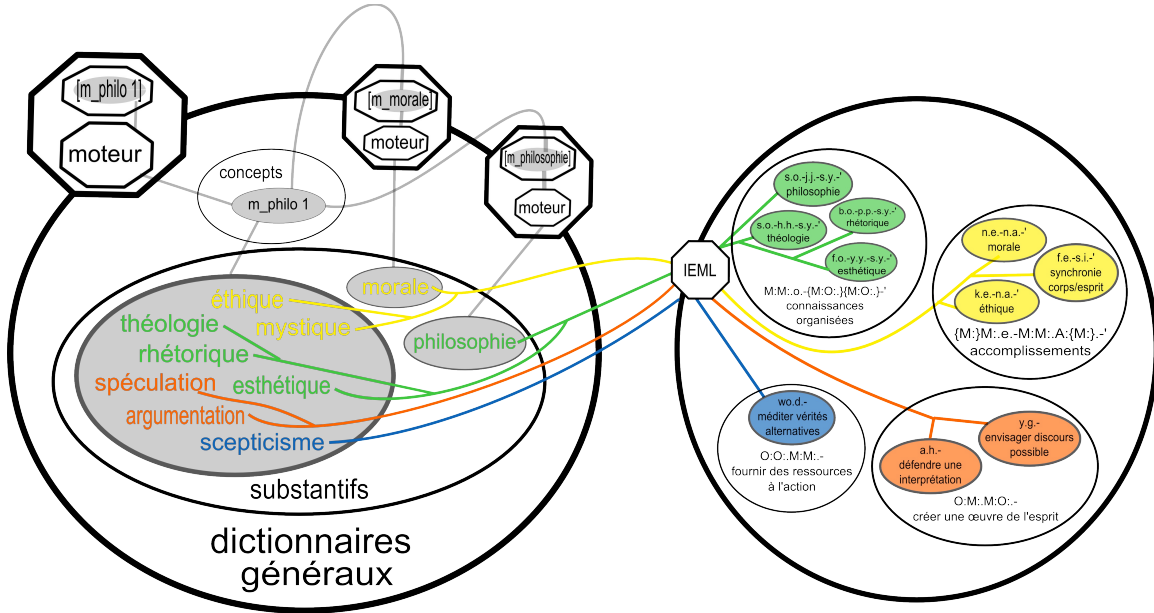 [m_philo 1]
moteur
[m_morale]
moteur
[m_philosophie]
moteur
concepts
m_philo 1
morale
éthique
mystique
théologie
philosophie
rhétorique
spéculation
esthétique
argumentation
scepticisme
substantifs
dictionnaires
généraux
IEML
s.o.-j.j.-s.y.-'
philosophie
b.o.-p.p.-s.y.-'
rhétorique
s.o.-h.h.-s.y.-'
théologie
f.o.-y.y.-s.y.-'
esthétique
M:M:.o.-{M:O:.}{M:O:.}-'
connaissances
organisées
n.e.-n.a.-'
morale
f.e.-s.i.-'
synchronie
corps/esprit
k.e.-n.a.-'
éthique
{M:}M:.e.-M:M:.A:{M:}.-'
accomplissements
wo.d.-
méditer vérités
alternatives
O:O:.M:M:.-
fournir des ressources
à l'action
y.g.-
envisager discours
possible
a.h.-
défendre une
interprétation
O:M:.M:O:.-
créer une œuvre de l'esprit